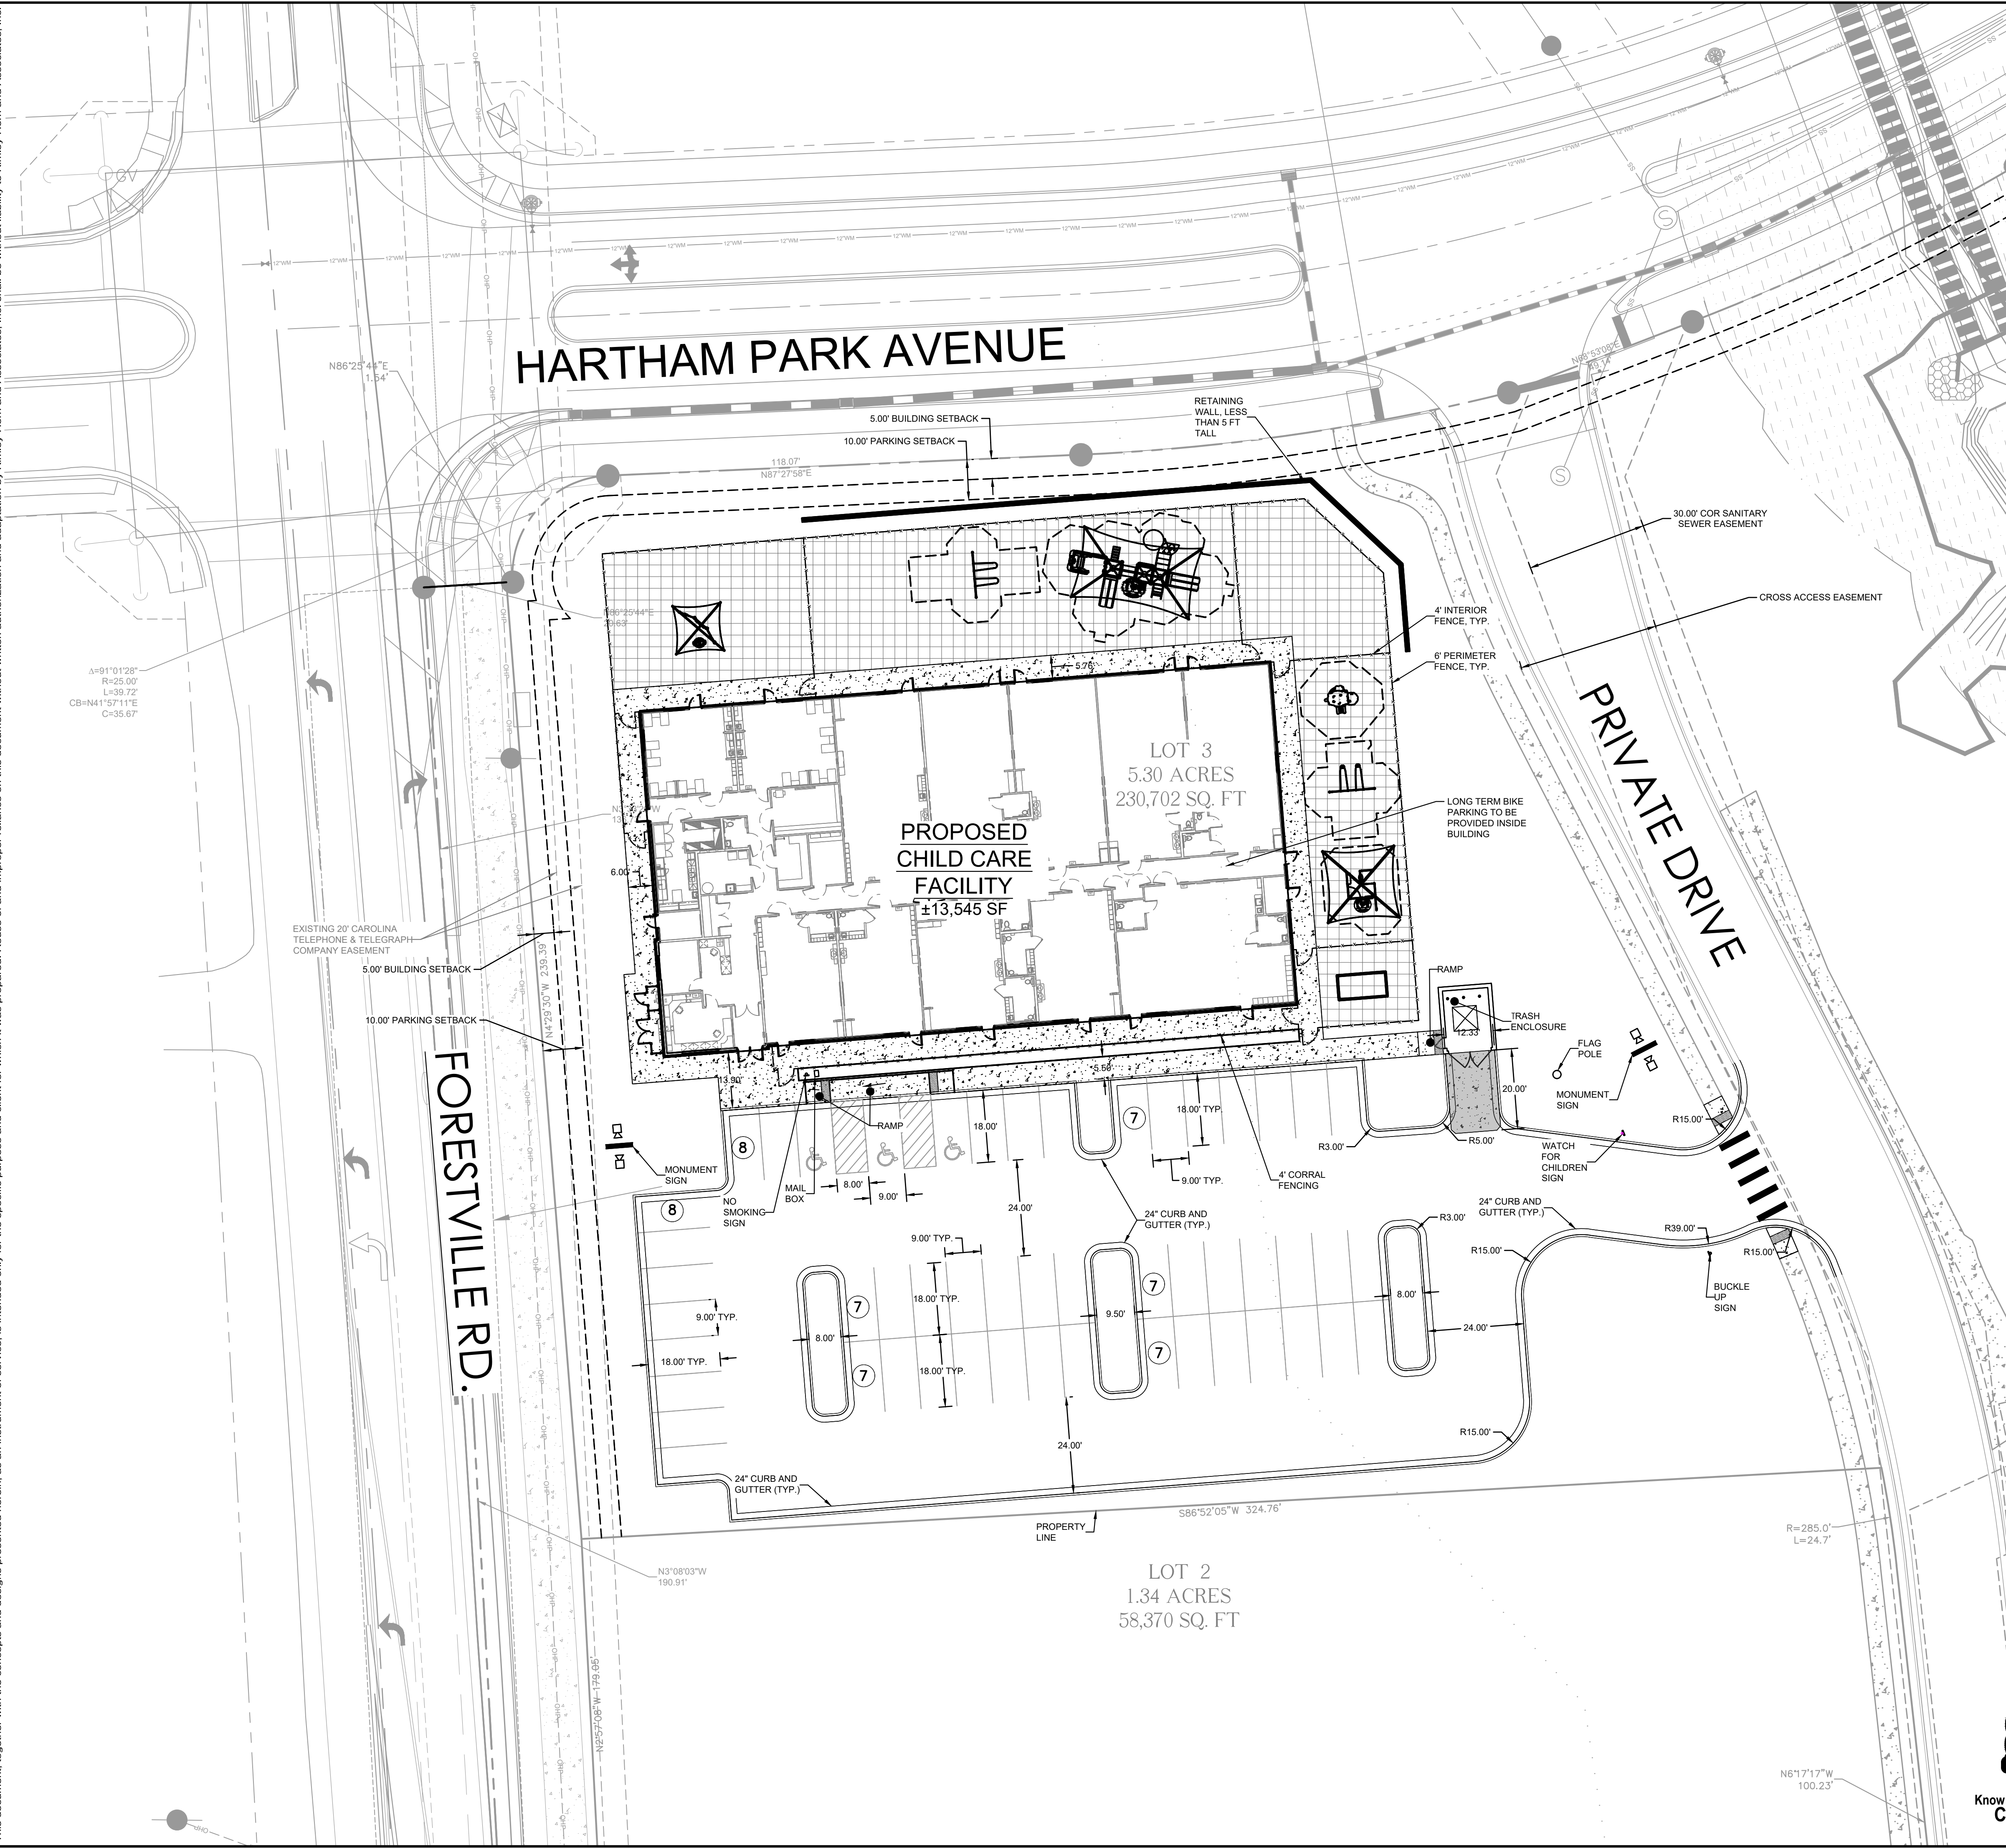 HARTHAM PARK AVENUE
GV
N86°25'44"E
1.54'
5.00' BUILDING SETBACK
10.00' PARKING SETBACK
118.07'
N87°27'58"E
RETAINING
WALL, LESS
THAN 5 FT
TALL
N68°53'08"E
30.00' COR SANITARY
SEWER EASEMENT
CROSS ACCESS EASEMENT
4' INTERIOR
FENCE, TYP.
6' PERIMETER
FENCE, TYP.
Δ=91°01'28"
R=25.00'
L=39.72'
CB=N41°57'11"E
C=35.67'
5.76'
LOT 3
5.30 ACRES
230,702 SQ. FT
PROPOSED
CHILD CARE
FACILITY
±13,545 SF
LONG TERM BIKE
PARKING TO BE
PROVIDED INSIDE
BUILDING
PRIVATE DRIVE
6.00'
EXISTING 20' CAROLINA
TELEPHONE & TELEGRAPH
COMPANY EASEMENT
5.00' BUILDING SETBACK
10.00' PARKING SETBACK
N4°29'30"W 239.39'
FORESTVILLE RD.
RAMP
TRASH
ENCLOSURE
12.33'
FLAG
POLE
MONUMENT
SIGN
20.00'
R15.00'
13.90'
5.50'
RAMP
18.00'
7
18.00' TYP.
9.00' TYP.
R3.00'
R5.00'
WATCH
FOR
CHILDREN
SIGN
4' CORRAL
FENCING
8
8
MONUMENT
SIGN
NO
SMOKING
SIGN
MAIL
BOX
8.00'
9.00'
24.00'
24" CURB AND
GUTTER (TYP.)
24" CURB AND
GUTTER (TYP.)
R3.00'
R15.00'
R39.00'
R15.00'
BUCKLE
UP
SIGN
9.00' TYP.
18.00' TYP.
18.00' TYP.
9.00' TYP.
18.00' TYP.
8.00'
7
7
9.50'
7
7
8.00'
24.00'
R15.00'
24.00'
24" CURB AND
GUTTER (TYP.)
S86°52'05"W 324.76'
PROPERTY
LINE
R=285.0'
L=24.7'
N3°08'03"W
190.91'
LOT 2
1.34 ACRES
58,370 SQ. FT
N2°57'08"W 179.05'
N6°17'17"W
100.23'
Know